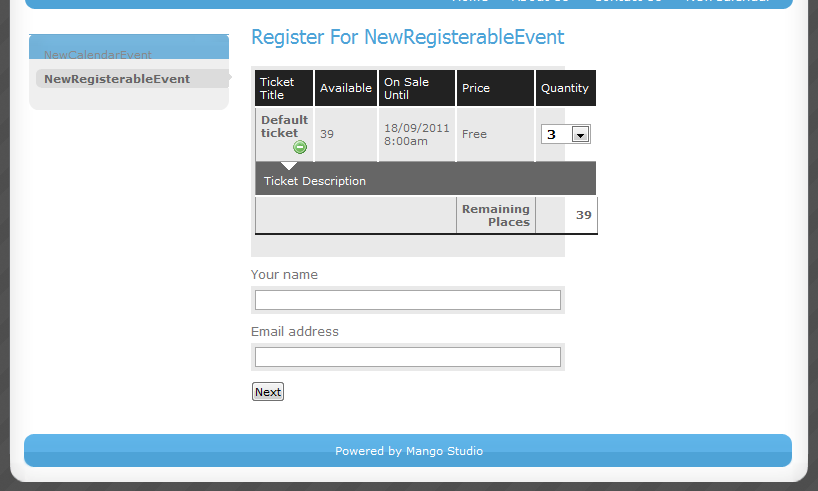 NewCalendarEvent
NewRegisterableEvent
Register For NewRegisterableEvent
Ticket Title Available On Sale Until Price Quantity
Default ticket 39 18/09/2011 8:00am Free 3
Ticket Description
Remaining Places 39
Your name
Email address
Next
Powered by Mango Studio